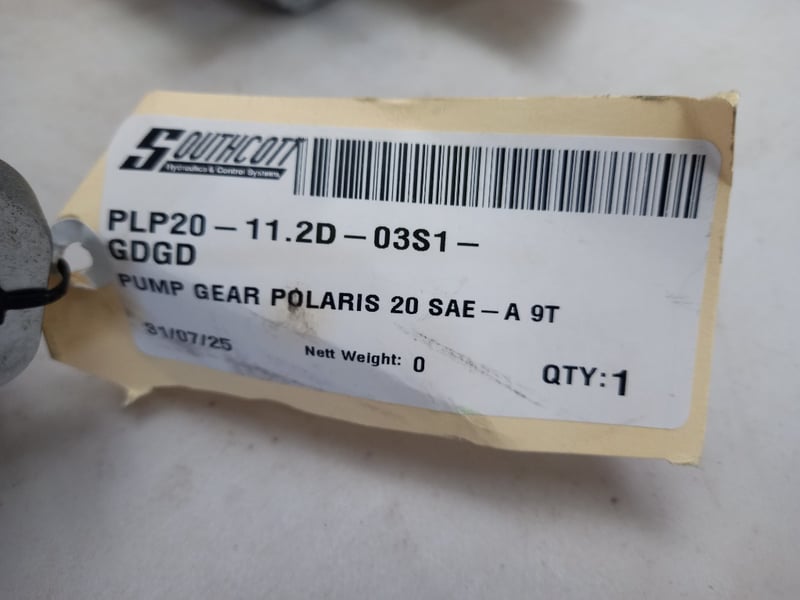 SOUTHCOTT
Hydraulics & Control Systems
PLP20-11.2D-03S1-
GDGD
PUMP GEAR POLARIS 20 SAE-A 9T
31/07/25
Nett Weight: 0
QTY:1